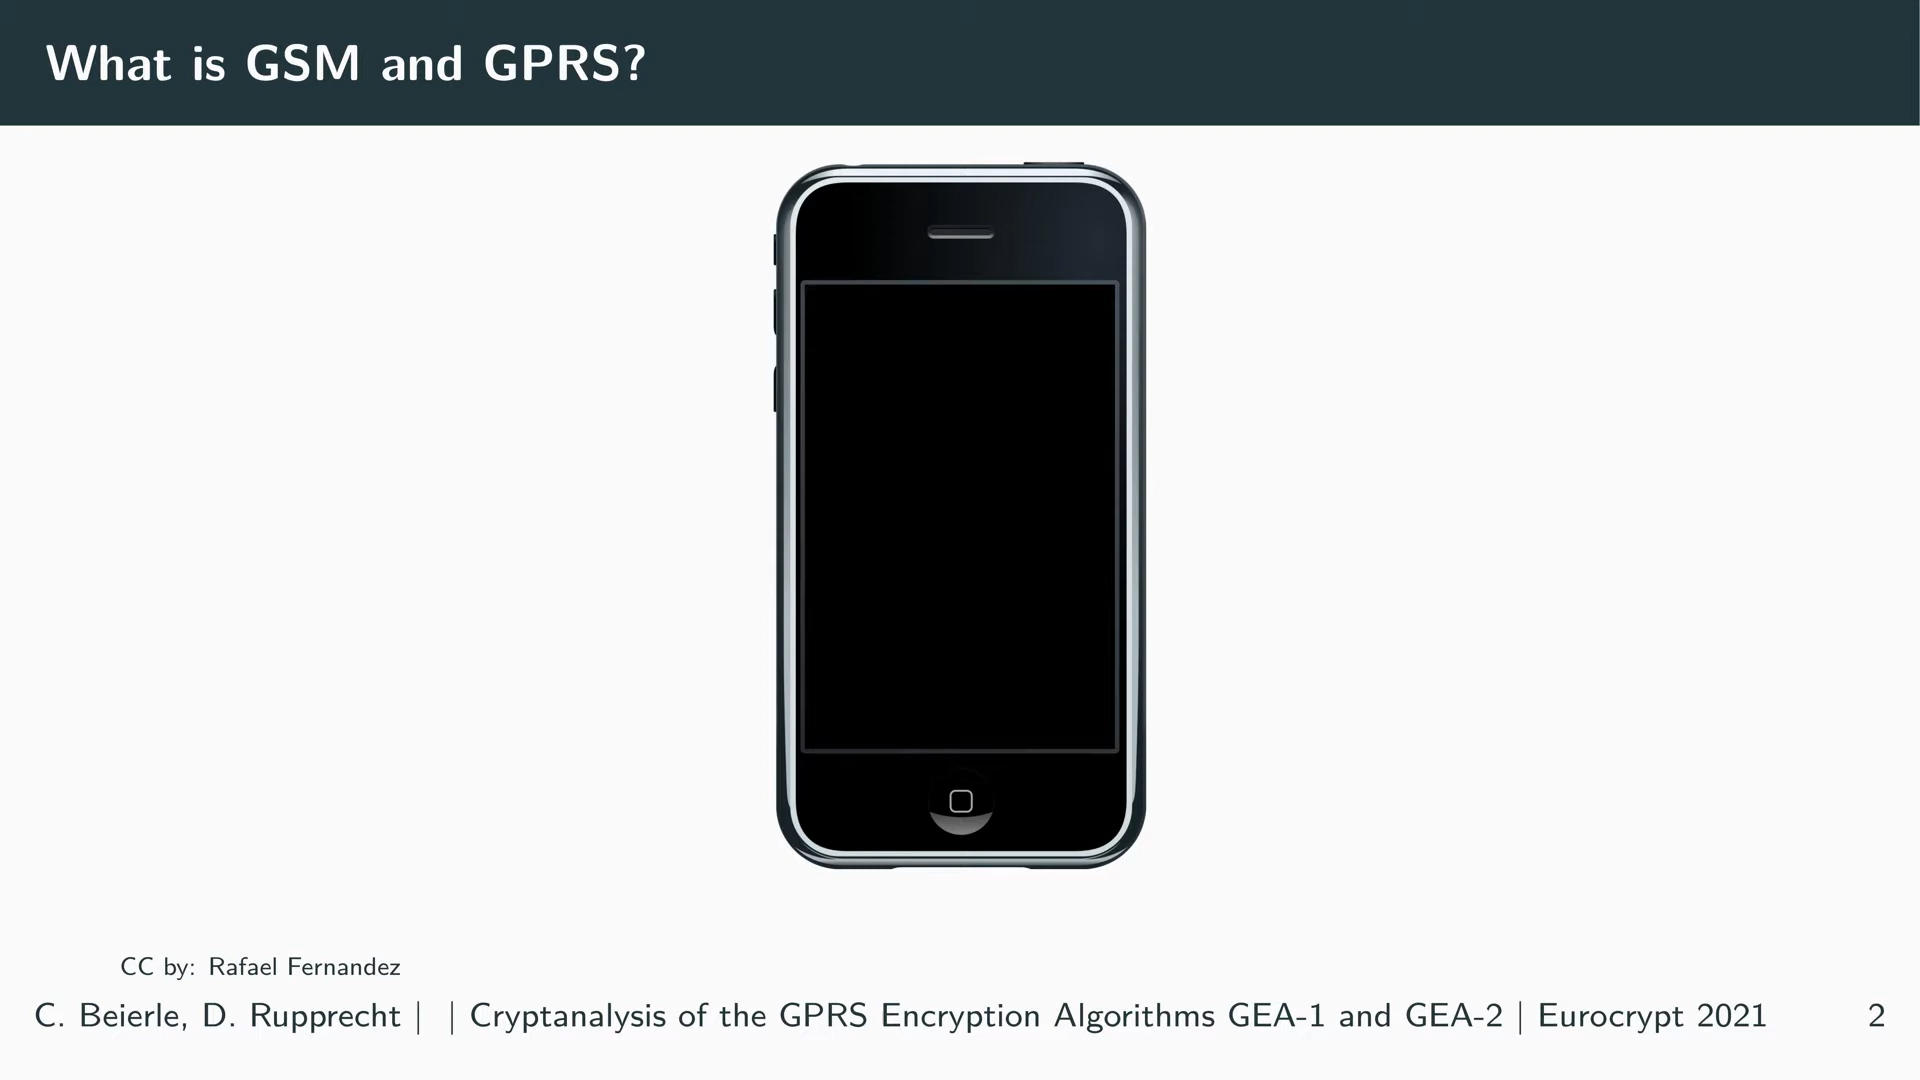 What is GSM and GPRS?
CC by: Rafael Fernandez
C. Beierle, D. Rupprecht | | Cryptanalysis of the GPRS Encryption Algorithms GEA-1 and GEA-2 | Eurocrypt 2021 2